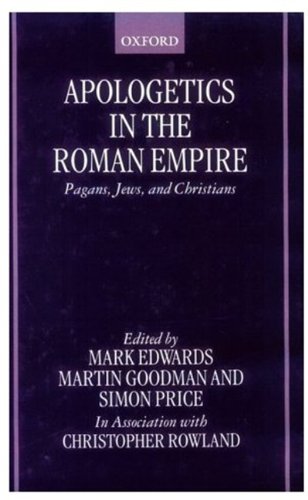 OXFORD
APOLOGETICS
IN THE
ROMAN EMPIRE
Pagans, Jews, and Christians
Edited by
MARK EDWARDS
MARTIN GOODMAN AND
SIMON PRICE
In Association with
CHRISTOPHER ROWLAND